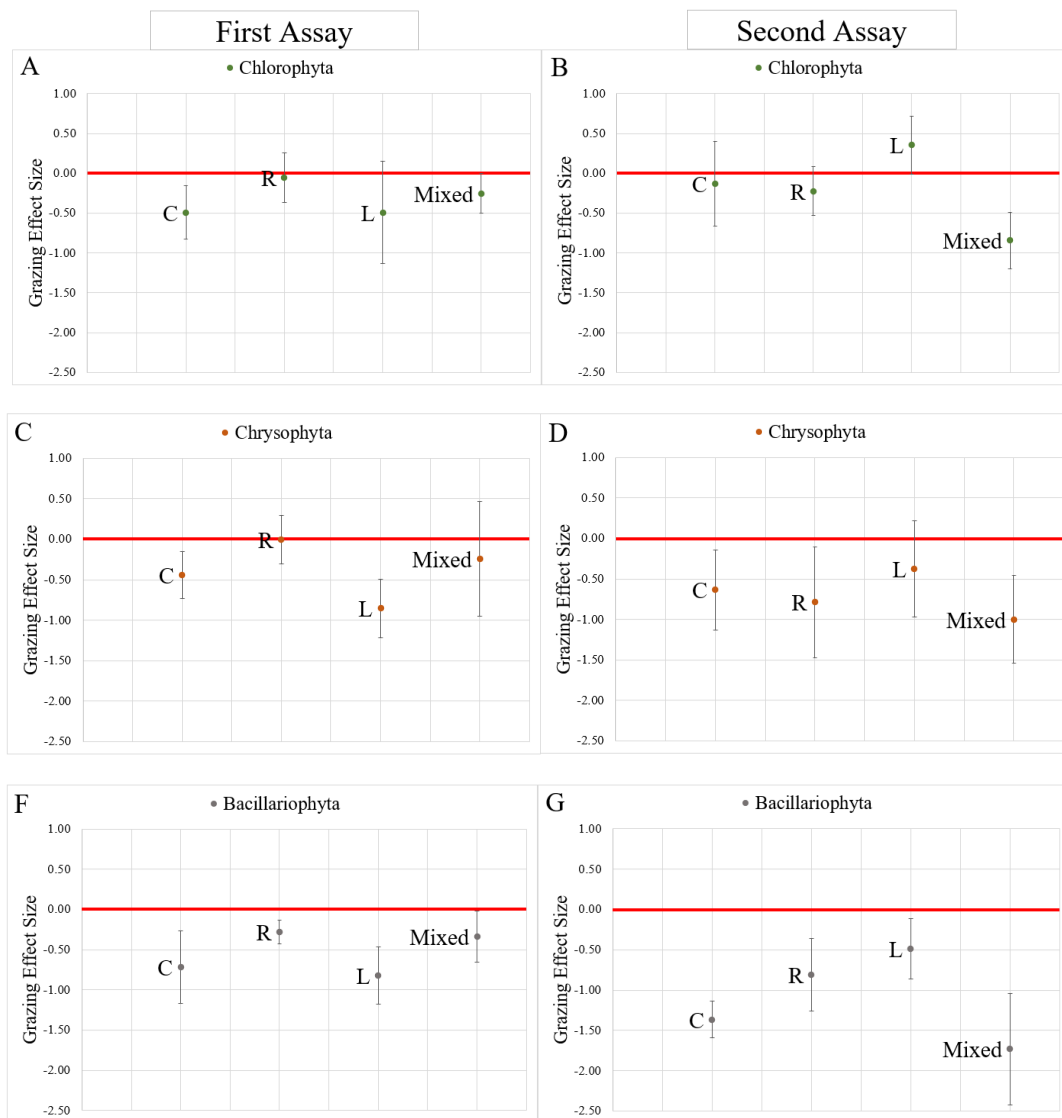 First Assay
Second Assay
A
Chlorophyta
1.00
0.50
0.00
-0.50
-1.00
-1.50
-2.00
-2.50
Grazing Effect Size
C
R
L
Mixed
B
Chlorophyta
1.00
0.50
0.00
-0.50
-1.00
-1.50
-2.00
-2.50
Grazing Effect Size
C
R
L
Mixed
C
Chrysophyta
1.00
0.50
0.00
-0.50
-1.00
-1.50
-2.00
-2.50
Grazing Effect Size
C
R
L
Mixed
D
Chrysophyta
1.00
0.50
0.00
-0.50
-1.00
-1.50
-2.00
-2.50
Grazing Effect Size
C
R
L
Mixed
F
Bacillariophyta
1.00
0.50
0.00
-0.50
-1.00
-1.50
-2.00
-2.50
Grazing Effect Size
C
R
L
Mixed
G
Bacillariophyta
1.00
0.50
0.00
-0.50
-1.00
-1.50
-2.00
-2.50
Grazing Effect Size
C
R
L
Mixed